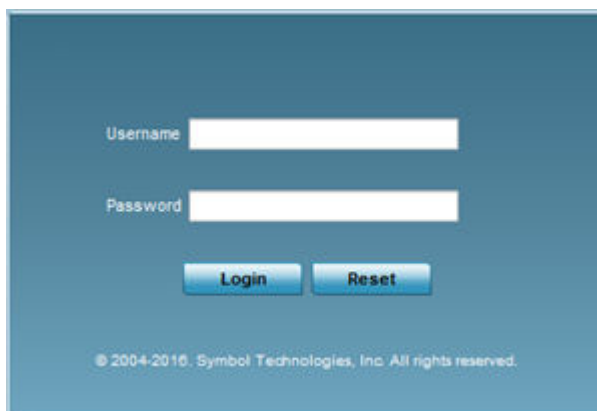 Username
Password
Login Reset
© 2004-2016. Symbol Technologies, Inc. All rights reserved.